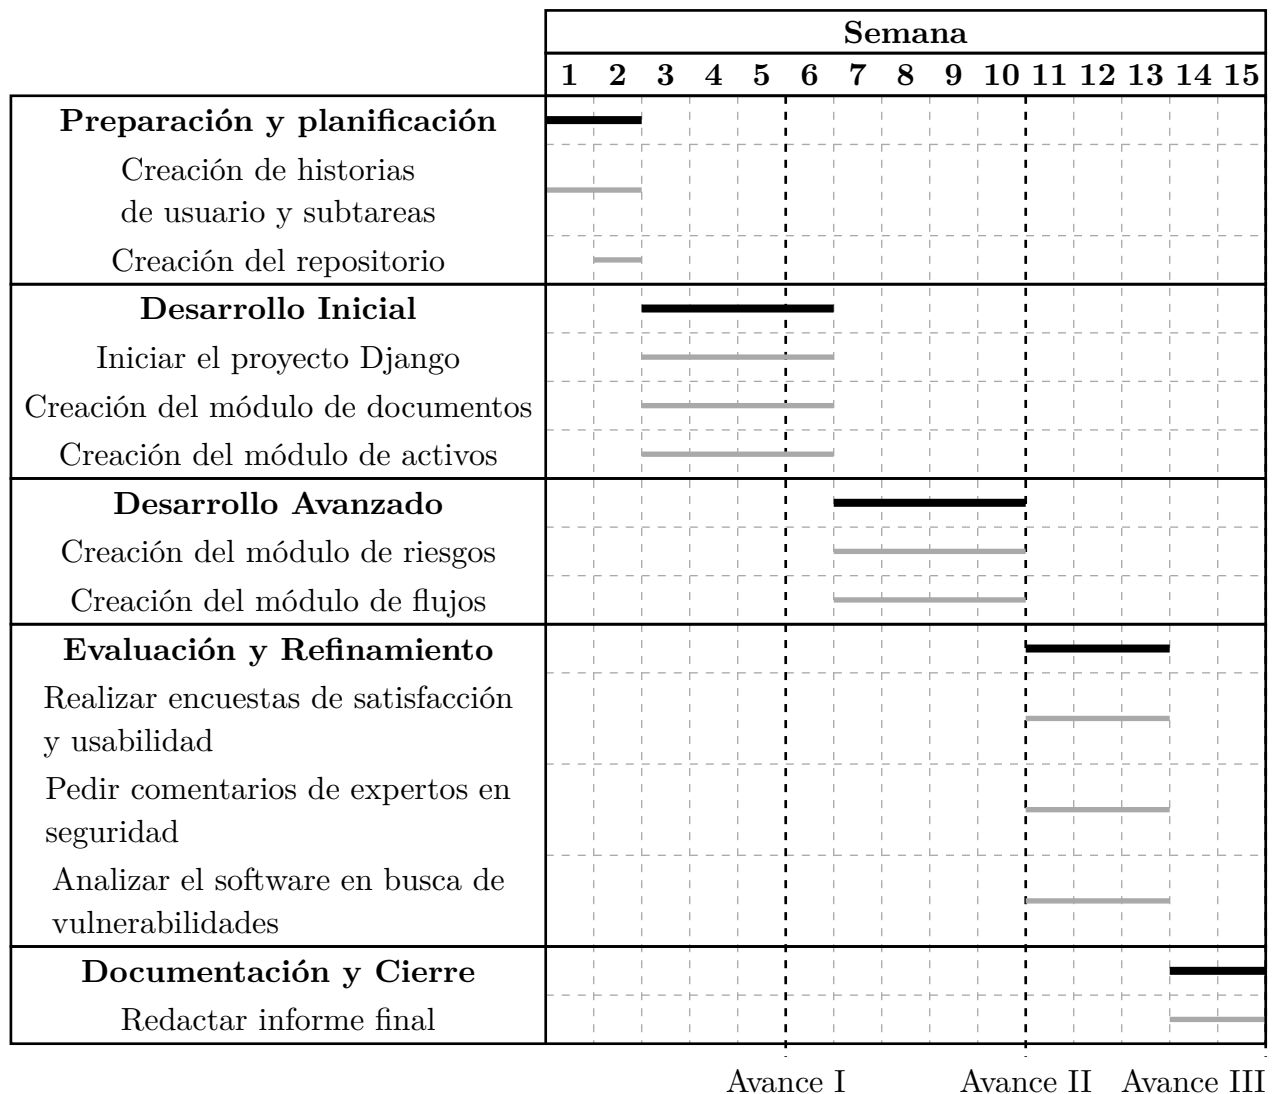 Semana
1 2 3 4 5 6 7 8 9 10 11 12 13 14 15
Preparación y planificación
Creación de historias
de usuario y subtareas
Creación del repositorio
Desarrollo Inicial
Iniciar el proyecto Django
Creación del módulo de documentos
Creación del módulo de activos
Desarrollo Avanzado
Creación del módulo de riesgos
Creación del módulo de flujos
Evaluación y Refinamiento
Realizar encuestas de satisfacción
y usabilidad
Pedir comentarios de expertos en
seguridad
Analizar el software en busca de
vulnerabilidades
Documentación y Cierre
Redactar informe final
Avance I Avance II Avance III